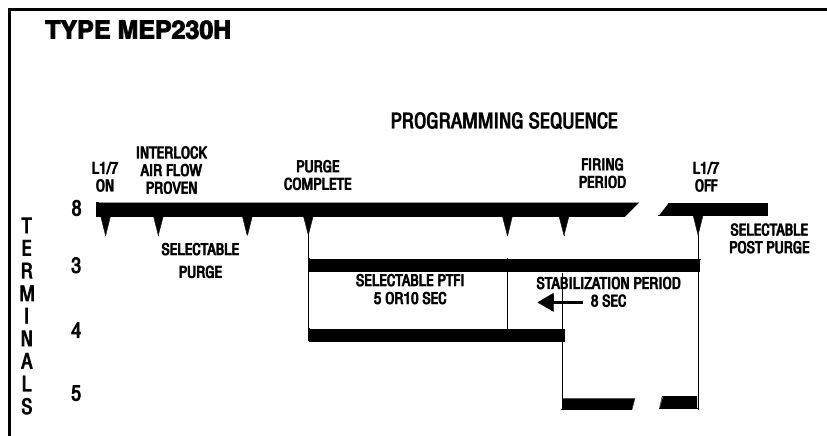 TYPE MEP230H
PROGRAMMING SEQUENCE
L1/7
ON
INTERLOCK
AIR FLOW
PROVEN
PURGE
COMPLETE
FIRING
PERIOD
L1/7
OFF
TERMINALS
8
SELECTABLE
PURGE
SELECTABLE
POST PURGE
3
SELECTABLE PTFI
5 OR10 SEC
STABILIZATION PERIOD
8 SEC
4
5